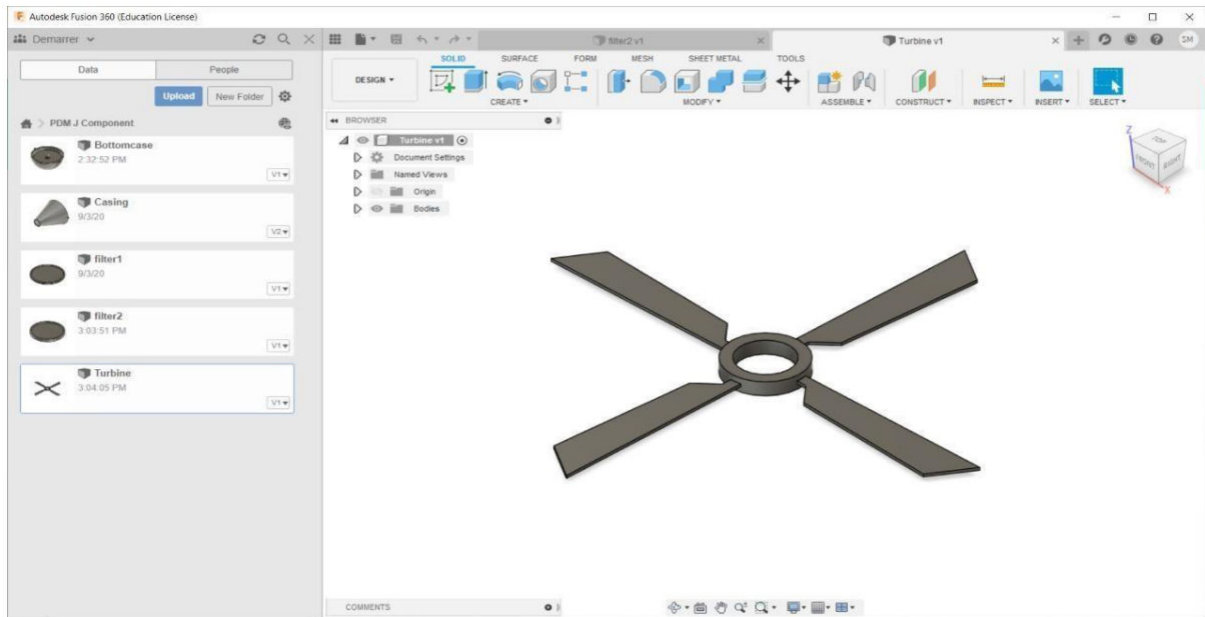 Autodesk Fusion 360 (Education License)
Demarrer
filter2 v1
Turbine v1
SM
Data
People
Upload
New Folder
PDM J Component
Bottomcase
2:32:52 PM
V1
Casing
9/3/20
V2
filter1
9/3/20
V1
filter2
3:03:51 PM
V1
Turbine
3:04:05 PM
V1
DESIGN
SOLID
SURFACE
FORM
MESH
SHEET METAL
TOOLS
CREATE
MODIFY
ASSEMBLE
CONSTRUCT
INSPECT
INSERT
SELECT
BROWSER
Turbine v1
Document Settings
Named Views
Origin
Bodies
Z
TOP
FRONT
RIGHT
X
COMMENTS